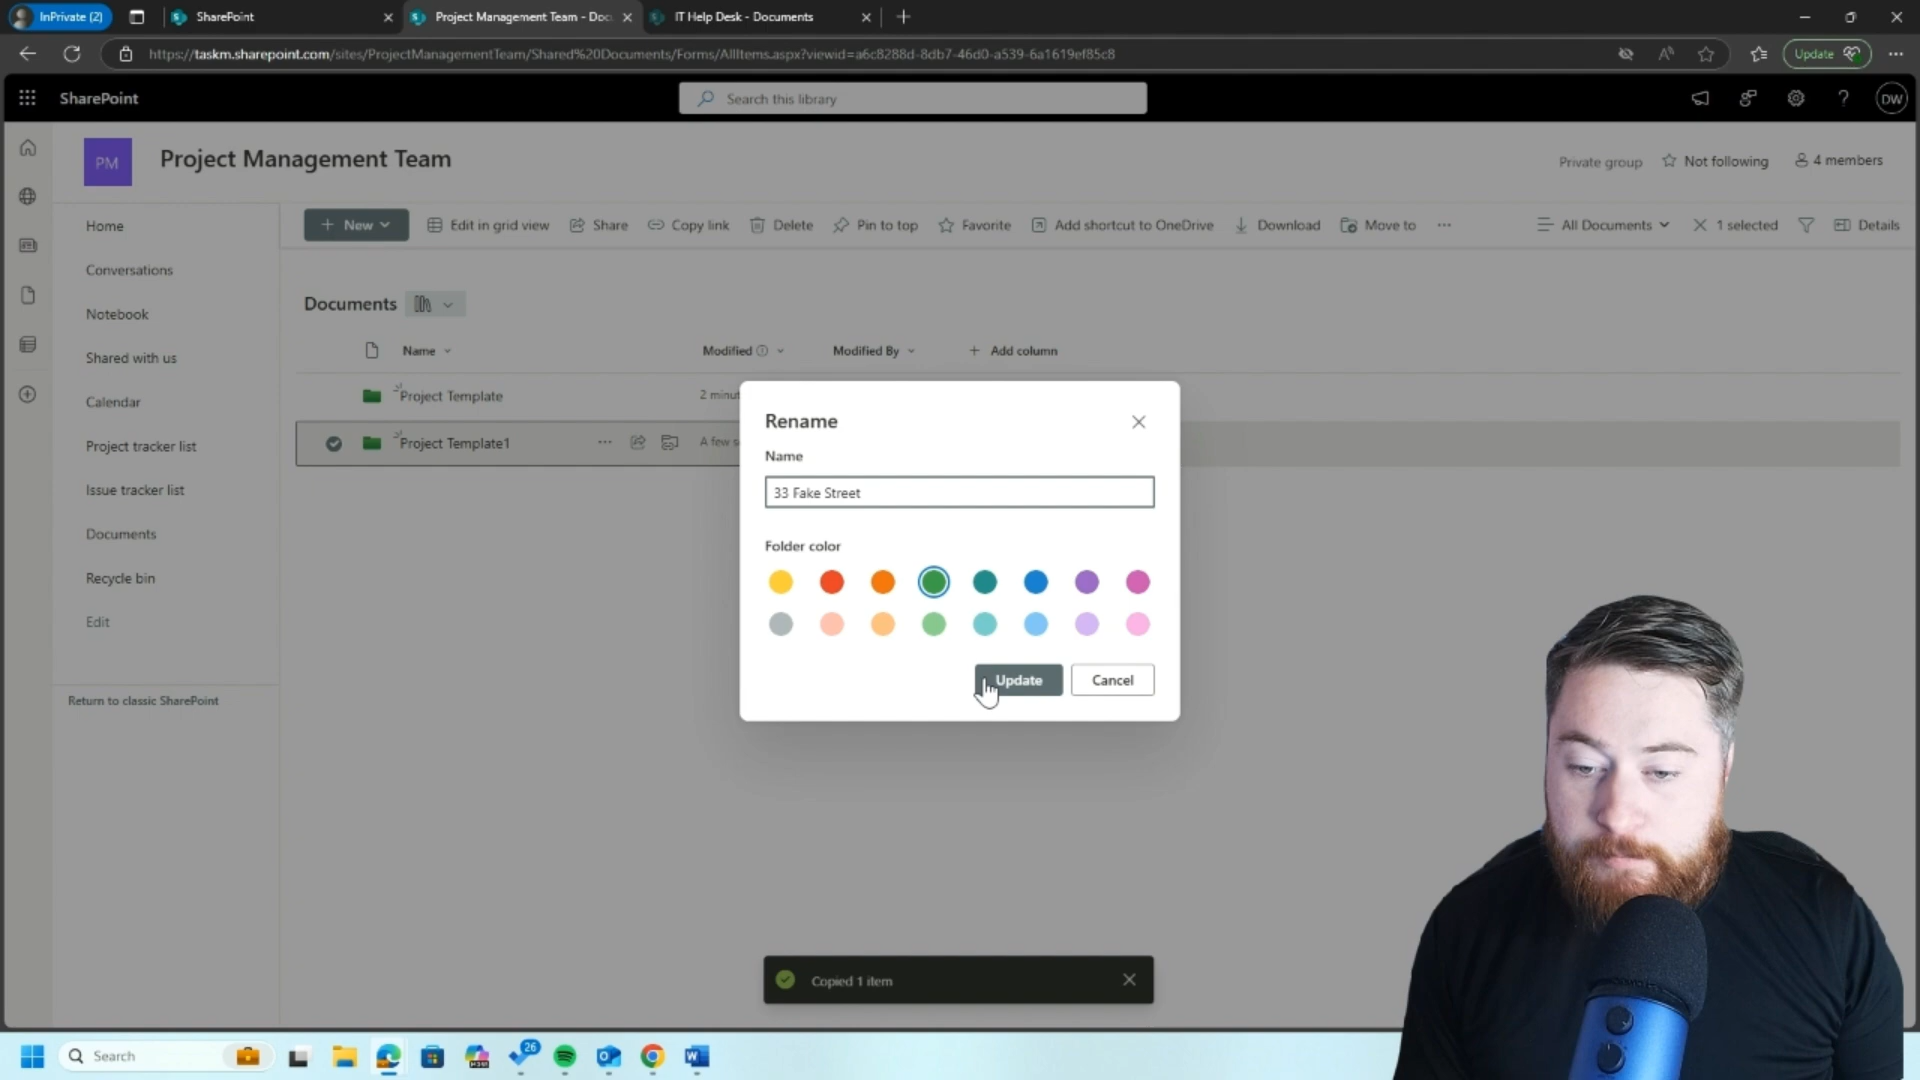 InPrivate (2)
SharePoint
Project Management Team - Doc
IT Help Desk - Documents
https://taskm.sharepoint.com/sites/ProjectManagementTeam/Shared%20Documents/Forms/AllItems.aspx?viewid=a6c8288d-8db7-46d0-a539-6a1619ef85c8
Update
SharePoint
Search this library
DW
PM
Project Management Team
Private group
Not following
4 members
Home
Conversations
Notebook
Shared with us
Calendar
Project tracker list
Issue tracker list
Documents
Recycle bin
Edit
Return to classic SharePoint
New
Edit in grid view
Share
Copy link
Delete
Pin to top
Favorite
Add shortcut to OneDrive
Download
Move to
All Documents
1 selected
Details
Documents
Name
Modified
Modified By
Add column
Project Template
2 minut
Project Template1
A few s
Rename
Name
33 Fake Street
Folder color
Update
Cancel
Copied 1 item
Search
26